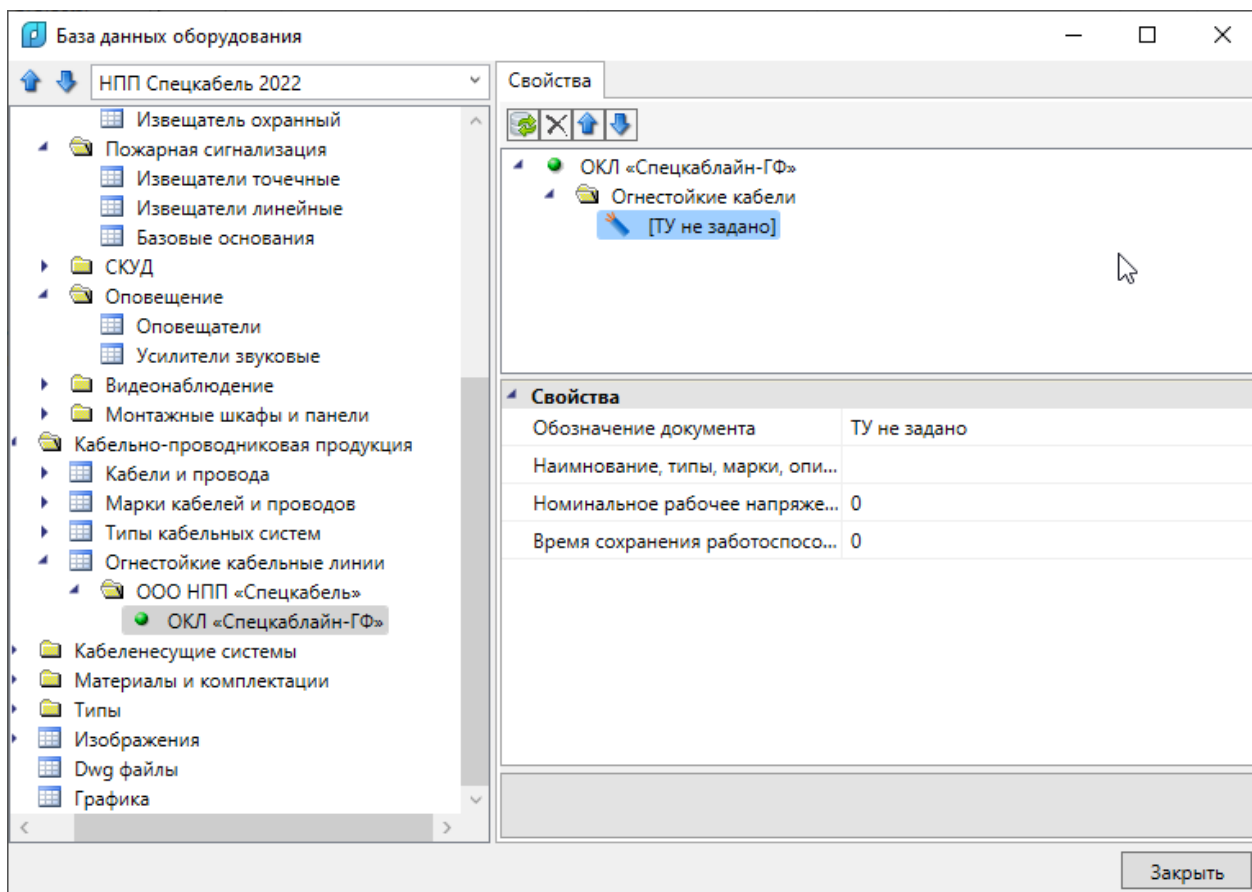 База данных оборудования
НПП Спецкабель 2022
Извещатель охранный
Пожарная сигнализация
Извещатели точечные
Извещатели линейные
Базовые основания
СКУД
Оповещение
Оповещатели
Усилители звуковые
Видеонаблюдение
Монтажные шкафы и панели
Кабельно-проводниковая продукция
Кабели и провода
Марки кабелей и проводов
Типы кабельных систем
Огнестойкие кабельные линии
ООО НПП «Спецкабель»
ОКЛ «Спецкаблайн-ГФ»
Кабеленесущие системы
Материалы и комплектации
Типы
Изображения
Dwg файлы
Графика
Свойства
ОКЛ «Спецкаблайн-ГФ»
Огнестойкие кабели
[ТУ не задано]
Свойства
Обозначение документа ТУ не задано
Наимнование, типы, марки, опи...
Номинальное рабочее напряже... 0
Время сохранения работоспосо... 0
Закрыть